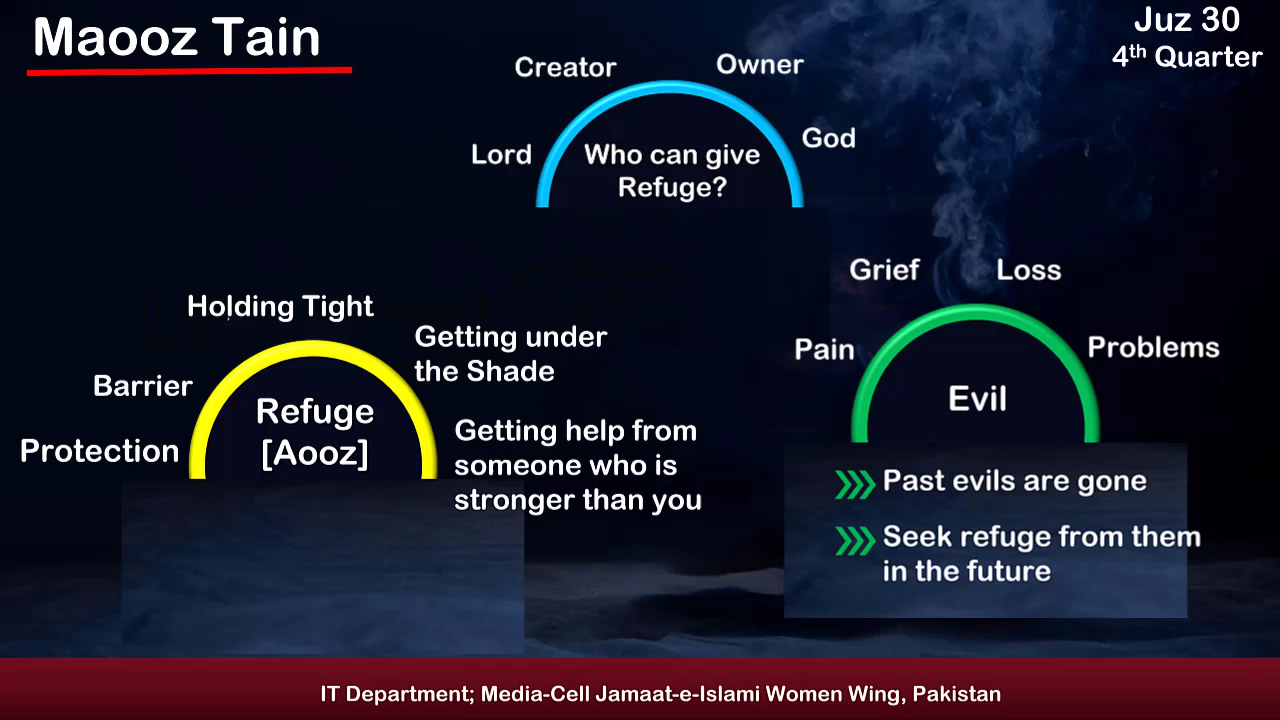 Maooz Tain
Juz 30
4th Quarter
Creator
Owner
Lord
God
Who can give
Refuge?
Holding Tight
Getting under
the Shade
Barrier
Protection
Refuge
[Aooz]
Getting help from
someone who is
stronger than you
Grief
Loss
Pain
Problems
Evil
Past evils are gone
Seek refuge from them
in the future
IT Department; Media-Cell Jamaat-e-Islami Women Wing, Pakistan